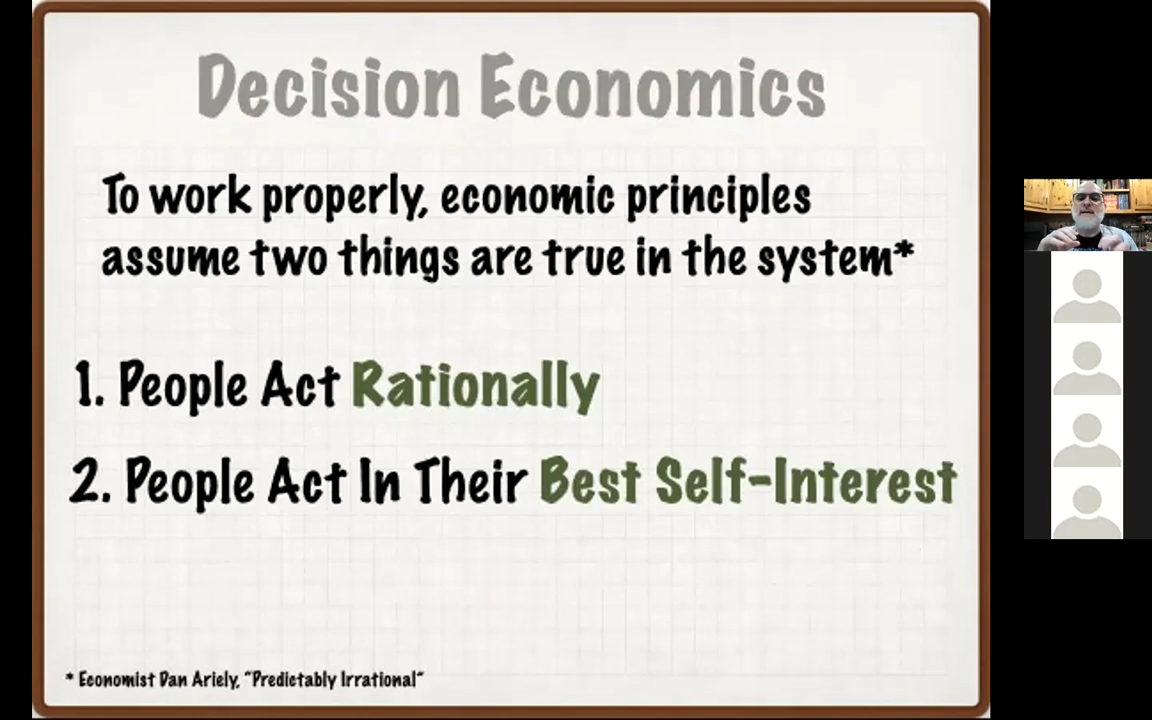 Decision Economics
To work properly, economic principles
assume two things are true in the system*
1. People Act Rationally
2. People Act In Their Best Self-Interest
* Economist Dan Ariely, "Predictably Irrational"